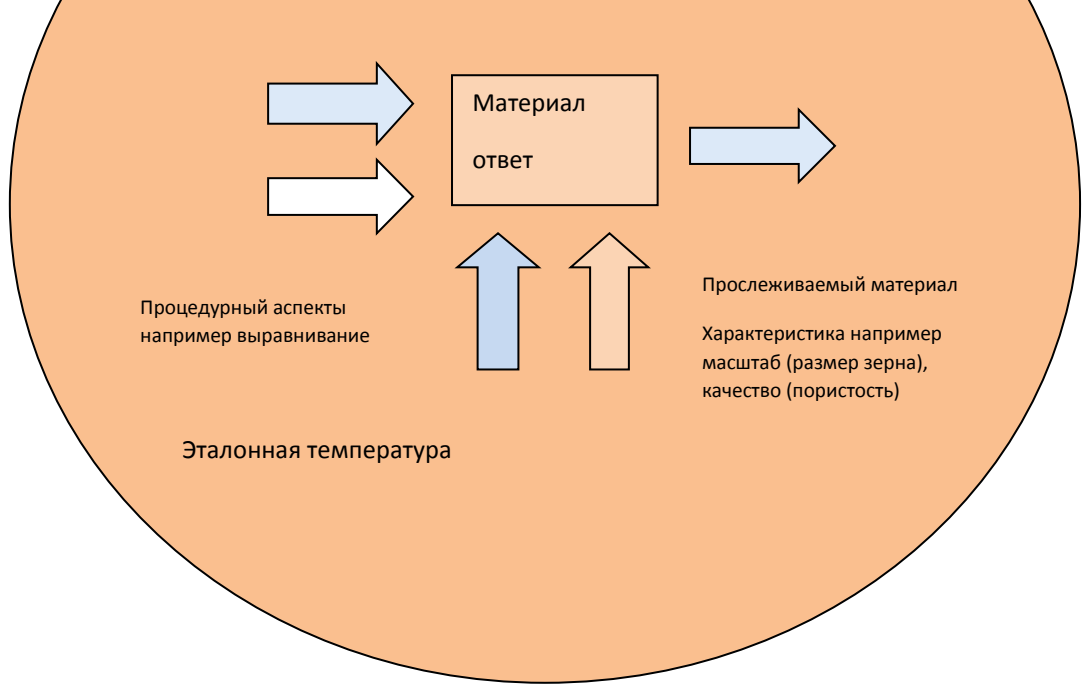 Материал
ответ
Процедурный аспекты
например выравнивание
Прослеживаемый материал
Характеристика например
масштаб (размер зерна),
качество (пористость)
Эталонная температура